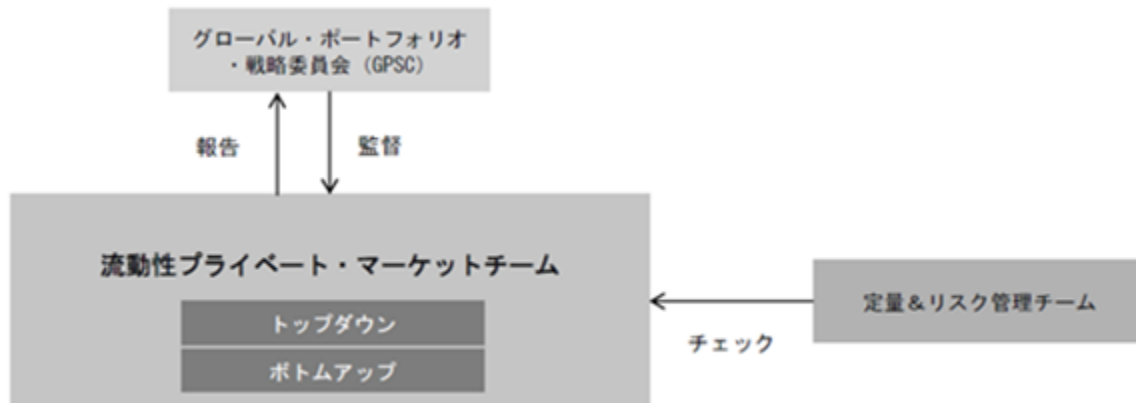 グローバル・ポートフォリオ
・戦略委員会（GPSC）
報告
監督
流動性プライベート・マーケットチーム
トップダウン
ボトムアップ
チェック
定量＆リスク管理チーム